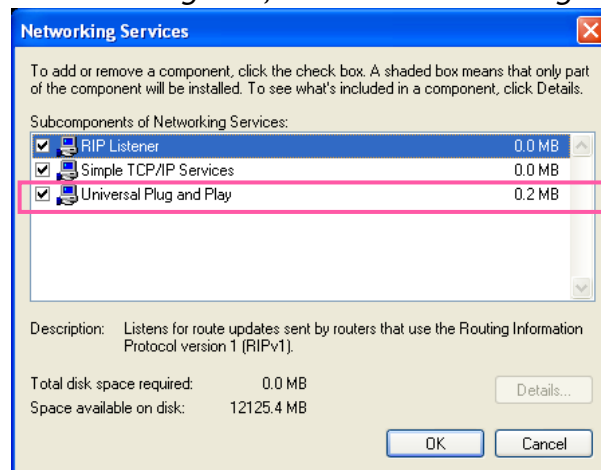 Networking Services
To add or remove a component, click the check box. A shaded box means that only part
of the component will be installed. To see what's included in a component, click Details.
Subcomponents of Networking Services:
RIP Listener 0.0 MB
Simple TCP/IP Services 0.0 MB
Universal Plug and Play 0.2 MB
Description: Listens for route updates sent by routers that use the Routing Information
Protocol version 1 (RIPv1).
Total disk space required: 0.0 MB
Details...
Space available on disk: 12125.4 MB
OK Cancel